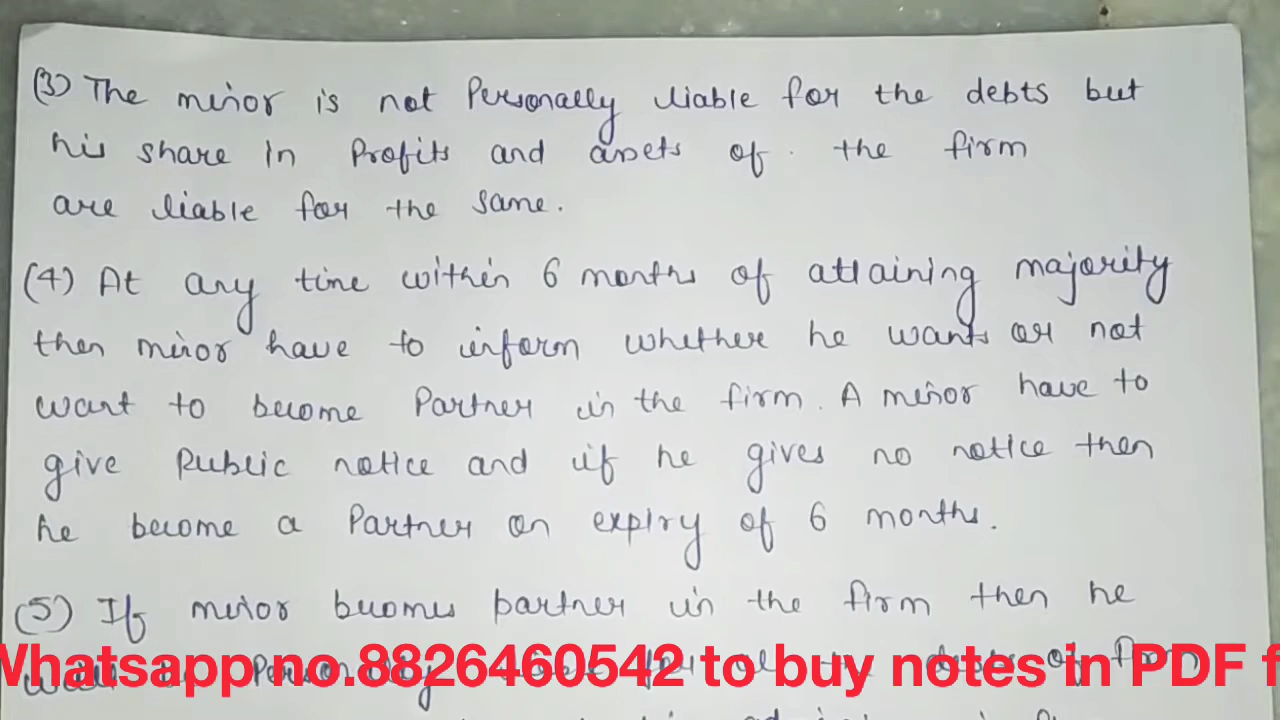 (3) The minor is not Personally liable for the debts but
his share in Profits and assets of the firm
are liable for the same.
(4) At any time within 6 months of attaining majority
then minor have to inform whether he wants or not
want to become Partner in the firm. A minor have to
give Public notice and if he gives no notice then
he become a Partner on expiry of 6 months.
(5) If minor becomes partner in the firm then he
Whatsapp no.8826460542 to buy notes in PDF f